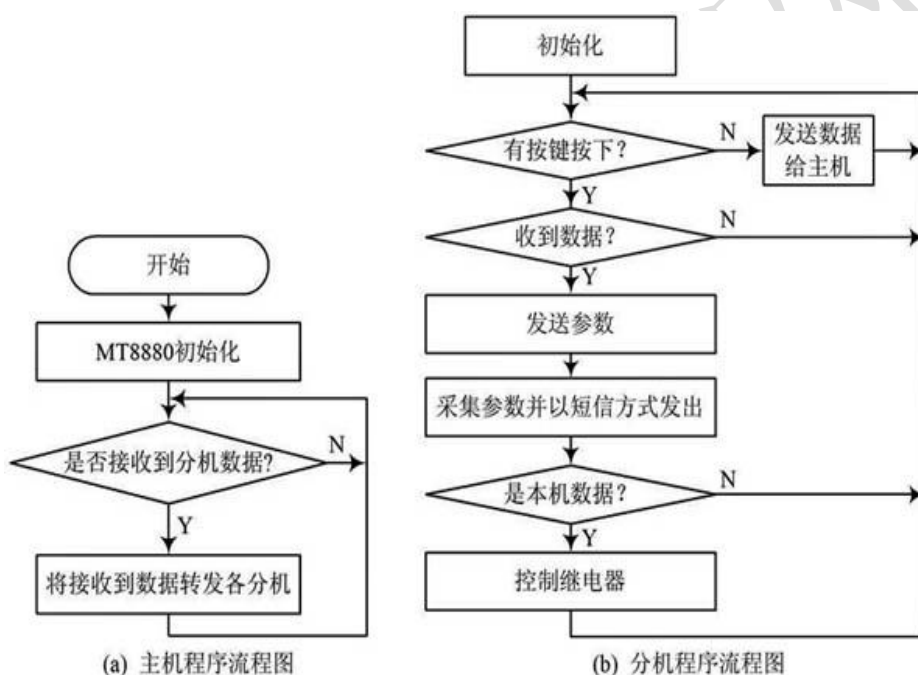 开始
MT8880初始化
是否接收到分机数据?
N
Y
将接收到数据转发各分机
(a) 主机程序流程图
初始化
有按键按下?
N
发送数据
给主机
Y
收到数据?
N
Y
发送参数
采集参数并以短信方式发出
是本机数据?
N
Y
控制继电器
(b) 分机程序流程图